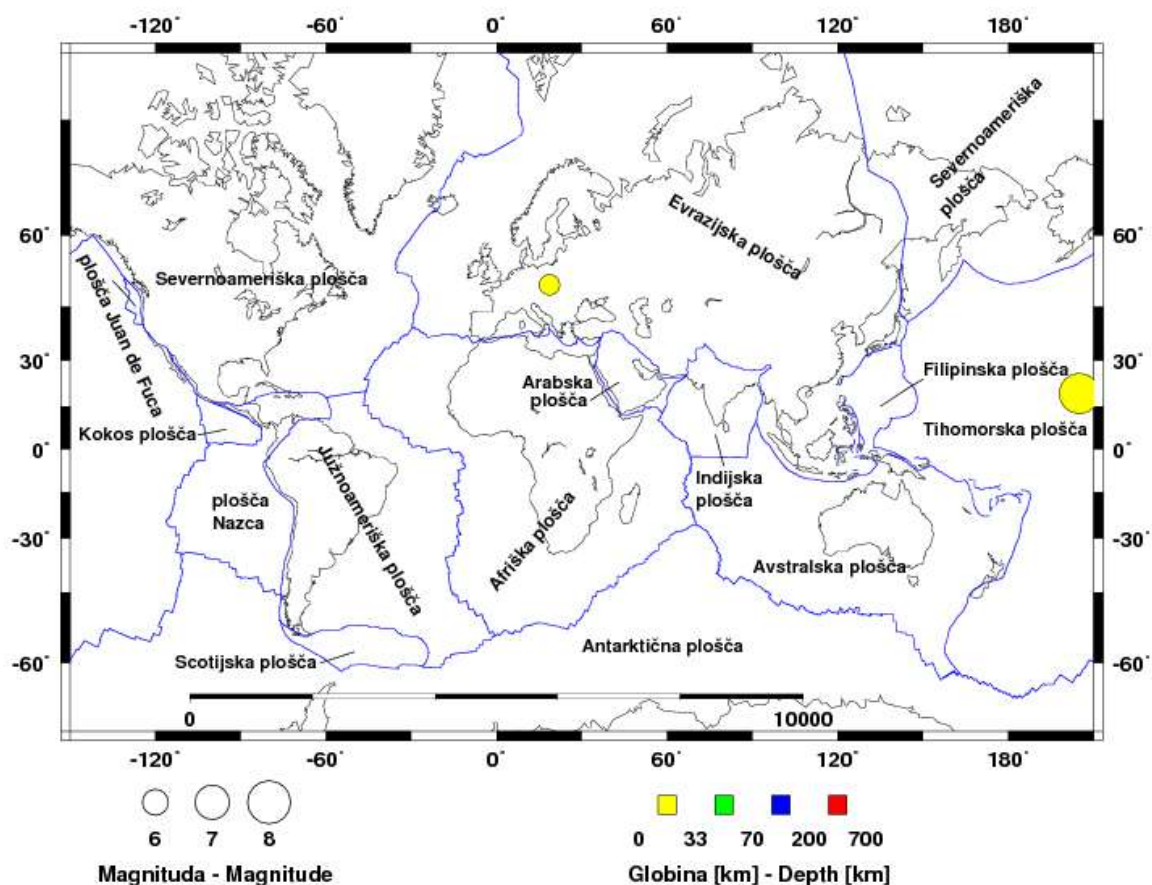 -120° -60° 0° 60° 120° 180°
60° 60°
30° 30°
0° 0°
-30° -30°
-60° -60°
Severnoameriška
plošča
Evrazijska plošča
Severnoameriška plošča
plošča Juan de Fuca
Arabska
plošča
Filipinska plošča
Kokos plošča
Tihomorska plošča
Indijska
plošča
plošča
Nazca
Južnoameriška plošča
Afriška plošča
Avstralska plošča
Antarktična plošča
Scotijska plošča
0 10000
-120° -60° 0° 60° 120° 180°
6 7 8
0 33 70 200 700
Magnituda - Magnitude
Globina [km] - Depth [km]